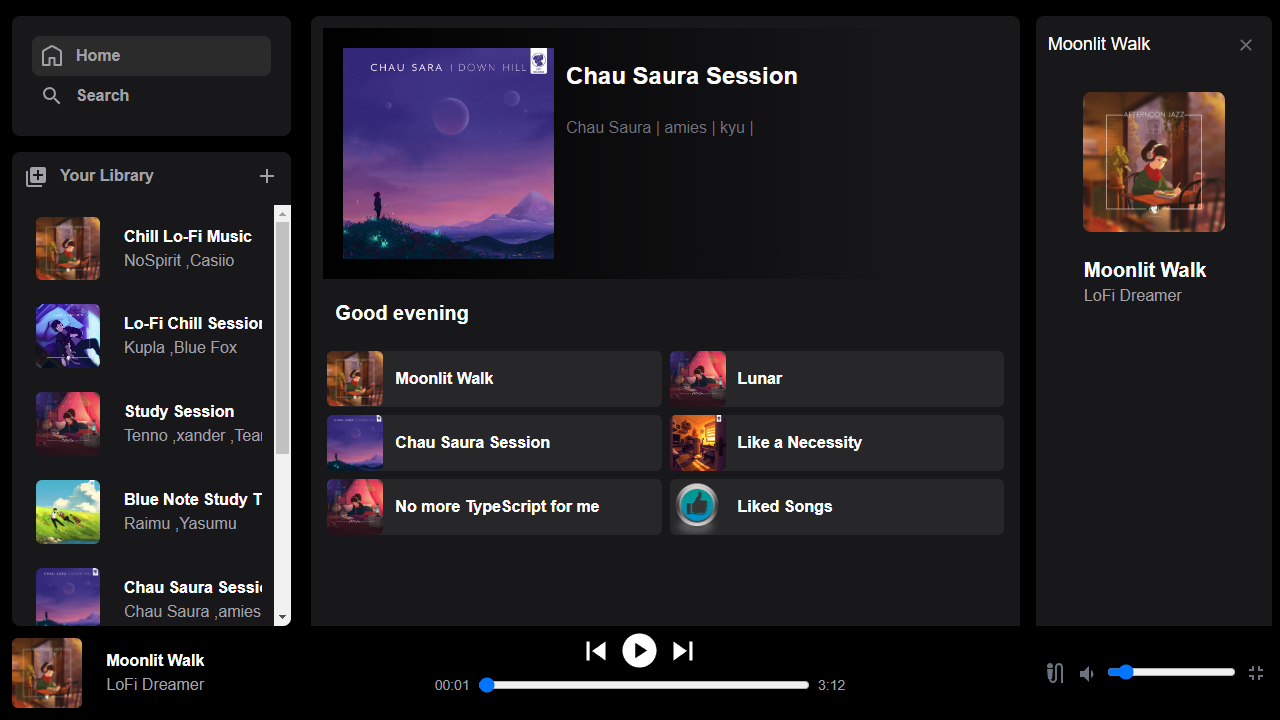 Home
Search
Your Library
Chill Lo-Fi Music
NoSpirit ,Casiio
Lo-Fi Chill Session
Kupla ,Blue Fox
Study Session
Tenno ,xander ,Tear
Blue Note Study T
Raimu ,Yasumu
Chau Saura Sessi
Chau Saura ,amies
CHAU SARA | DOWN HILL
Chau Saura Session
Chau Saura | amies | kyu |
Good evening
Moonlit Walk
Lunar
Chau Saura Session
Like a Necessity
No more TypeScript for me
Liked Songs
Moonlit Walk
AFTERNOON JAZZ
Moonlit Walk
LoFi Dreamer
Moonlit Walk
LoFi Dreamer
00:01
3:12